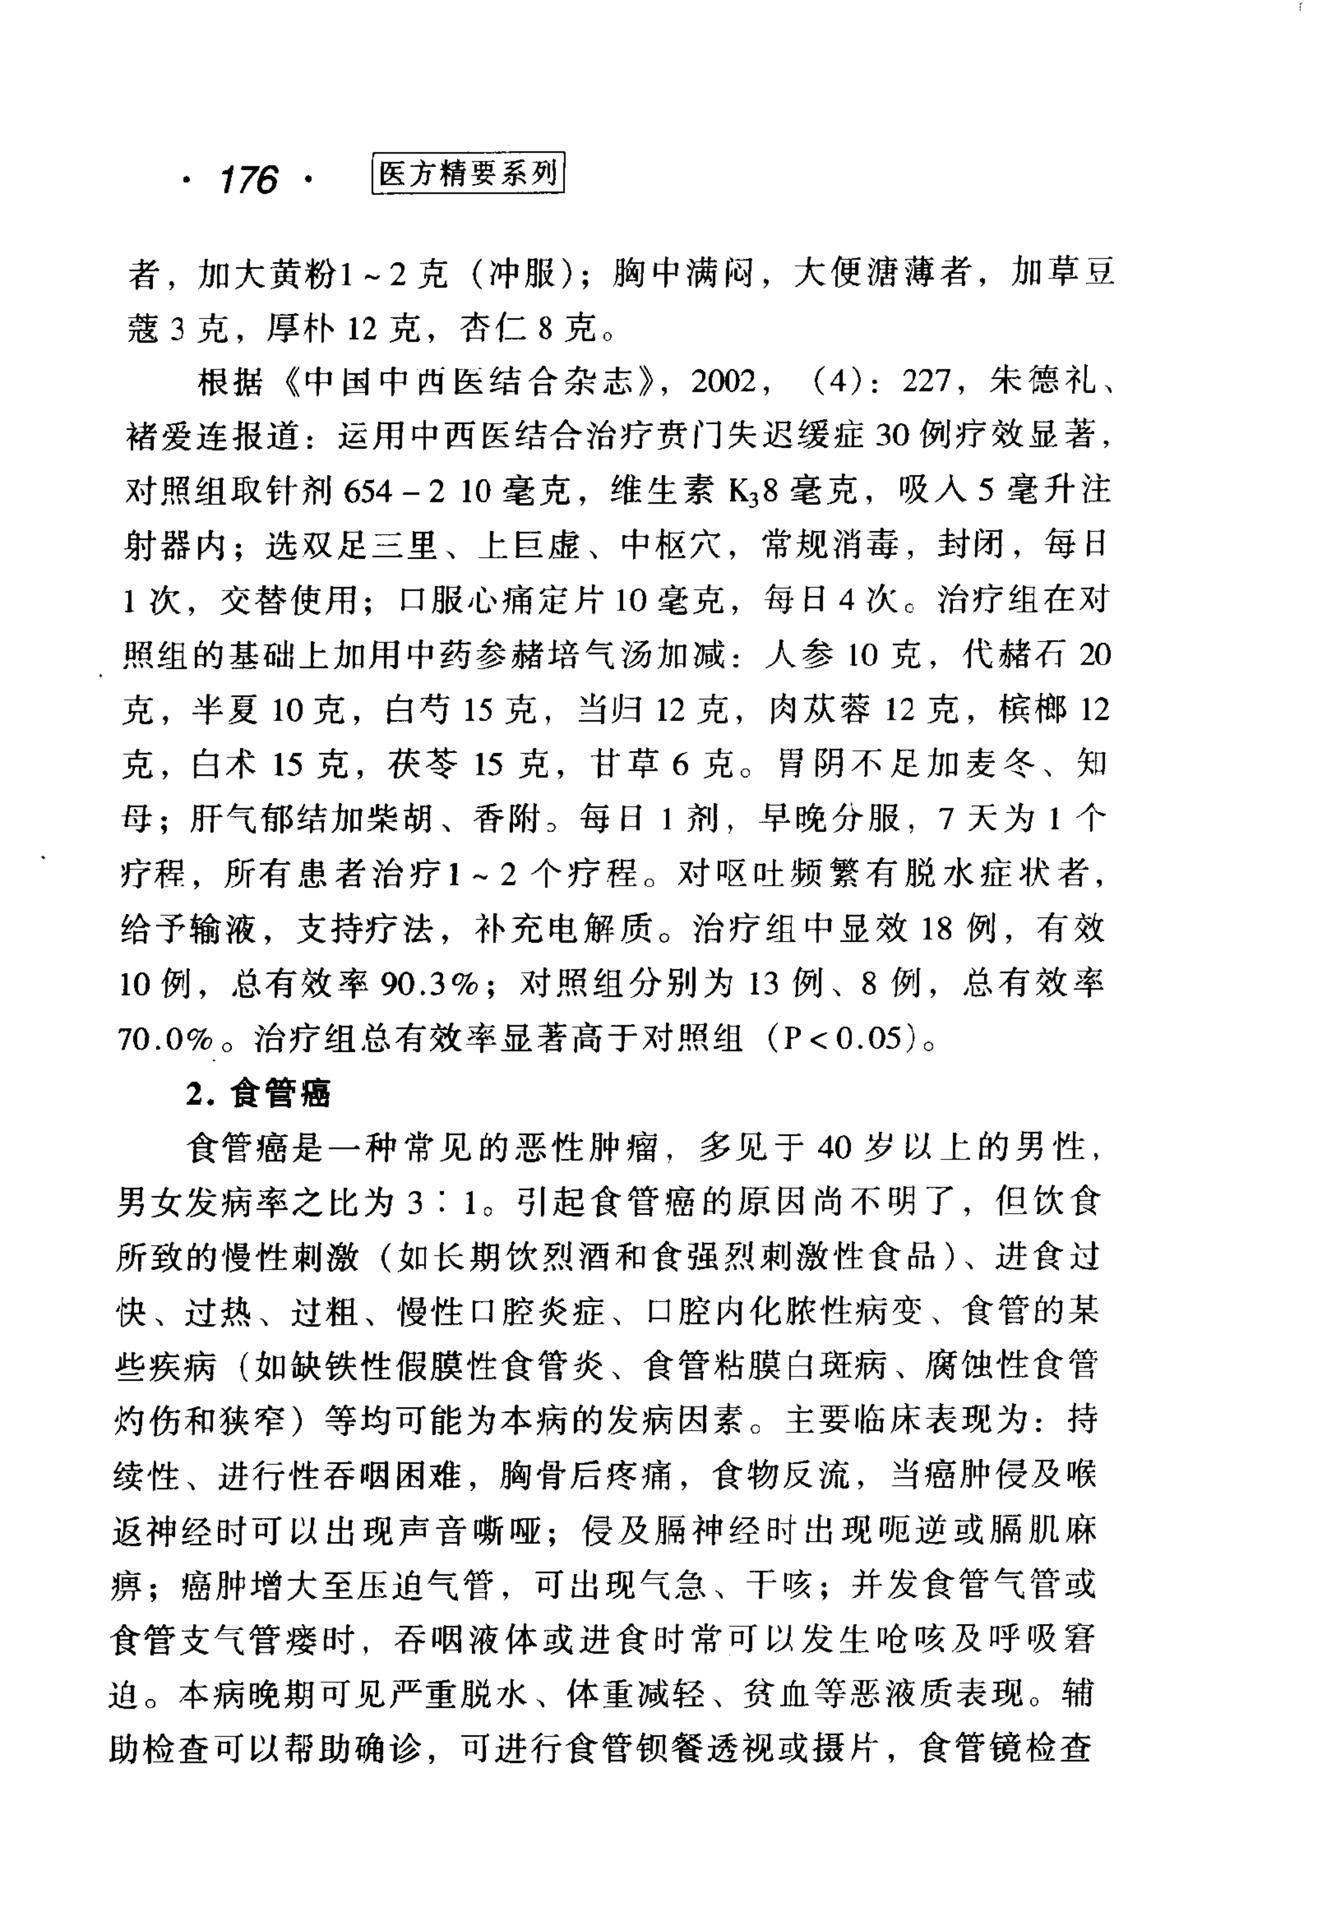 · 176 · 医方精要系列
者，加大黄粉1～2克（冲服）；胸中满闷，大便溏薄者，加草豆
蔻3克，厚朴12克，杏仁8克。
根据《中国中西医结合杂志》，2002，（4）：227，朱德礼、
褚爱连报道：运用中西医结合治疗贲门失迟缓症30例疗效显著，
对照组取针剂654－2 10毫克，维生素K₃8毫克，吸入5毫升注
射器内；选双足三里、上巨虚、中枢穴，常规消毒，封闭，每日
1次，交替使用；口服心痛定片10毫克，每日4次。治疗组在对
照组的基础上加用中药参赭培气汤加减：人参10克，代赭石20
克，半夏10克，白芍15克，当归12克，肉苁蓉12克，槟榔12
克，白术15克，茯苓15克，甘草6克。胃阴不足加麦冬、知
母；肝气郁结加柴胡、香附。每日1剂，早晚分服，7天为1个
疗程，所有患者治疗1～2个疗程。对呕吐频繁有脱水症状者，
给予输液，支持疗法，补充电解质。治疗组中显效18例，有效
10例，总有效率90.3%；对照组分别为13例、8例，总有效率
70.0%。治疗组总有效率显著高于对照组（P<0.05）。
2. 食管癌
食管癌是一种常见的恶性肿瘤，多见于40岁以上的男性，
男女发病率之比为3∶1。引起食管癌的原因尚不明了，但饮食
所致的慢性刺激（如长期饮烈酒和食强烈刺激性食品）、进食过
快、过热、过粗、慢性口腔炎症、口腔内化脓性病变、食管的某
些疾病（如缺铁性假膜性食管炎、食管粘膜白斑病、腐蚀性食管
灼伤和狭窄）等均可能为本病的发病因素。主要临床表现为：持
续性、进行性吞咽困难，胸骨后疼痛，食物反流，当癌肿侵及喉
返神经时可以出现声音嘶哑；侵及膈神经时出现呃逆或膈肌麻
痹；癌肿增大至压迫气管，可出现气急、干咳；并发食管气管或
食管支气管瘘时，吞咽液体或进食时常可以发生呛咳及呼吸窘
迫。本病晚期可见严重脱水、体重减轻、贫血等恶液质表现。辅
助检查可以帮助确诊，可进行食管钡餐透视或摄片，食管镜检查